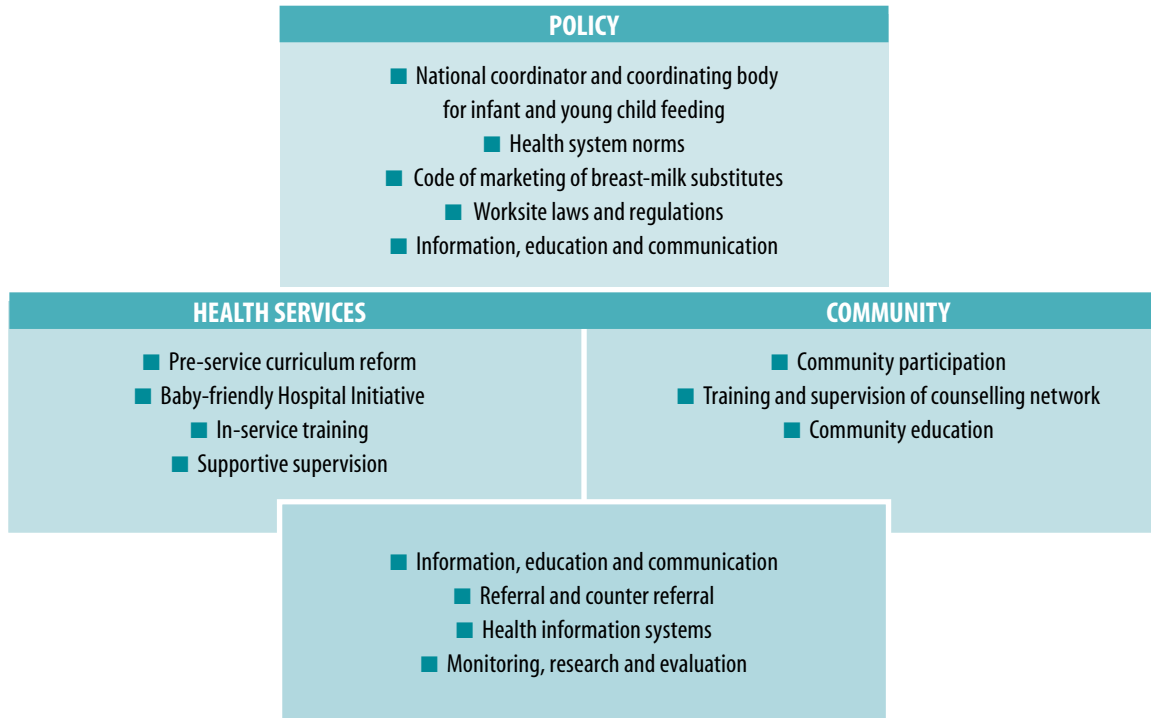 POLICY
■ National coordinator and coordinating body
for infant and young child feeding
■ Health system norms
■ Code of marketing of breast-milk substitutes
■ Worksite laws and regulations
■ Information, education and communication
HEALTH SERVICES
■ Pre-service curriculum reform
■ Baby-friendly Hospital Initiative
■ In-service training
■ Supportive supervision
COMMUNITY
■ Community participation
■ Training and supervision of counselling network
■ Community education
■ Information, education and communication
■ Referral and counter referral
■ Health information systems
■ Monitoring, research and evaluation